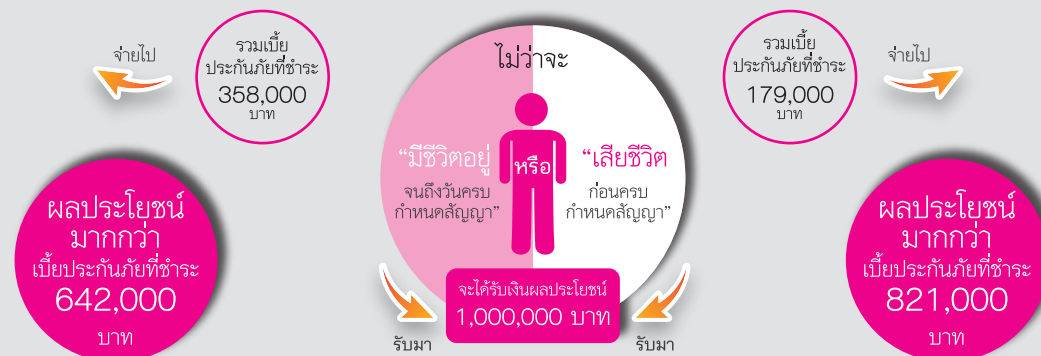 จ่ายไป
รวมเบี้ย
ประกันภัยที่ชำระ
358,000
บาท
ผลประโยชน์
มากกว่า
เบี้ยประกันภัยที่ชำระ
642,000
บาท
ไม่ว่าจะ
“มีชีวิตอยู่
จนถึงวันครบ
กำหนดสัญญา”
หรือ
“เสียชีวิต
ก่อนครบ
กำหนดสัญญา”
จะได้รับเงินผลประโยชน์
1,000,000 บาท
รับมา
รับมา
รวมเบี้ย
ประกันภัยที่ชำระ
179,000
บาท
จ่ายไป
ผลประโยชน์
มากกว่า
เบี้ยประกันภัยที่ชำระ
821,000
บาท